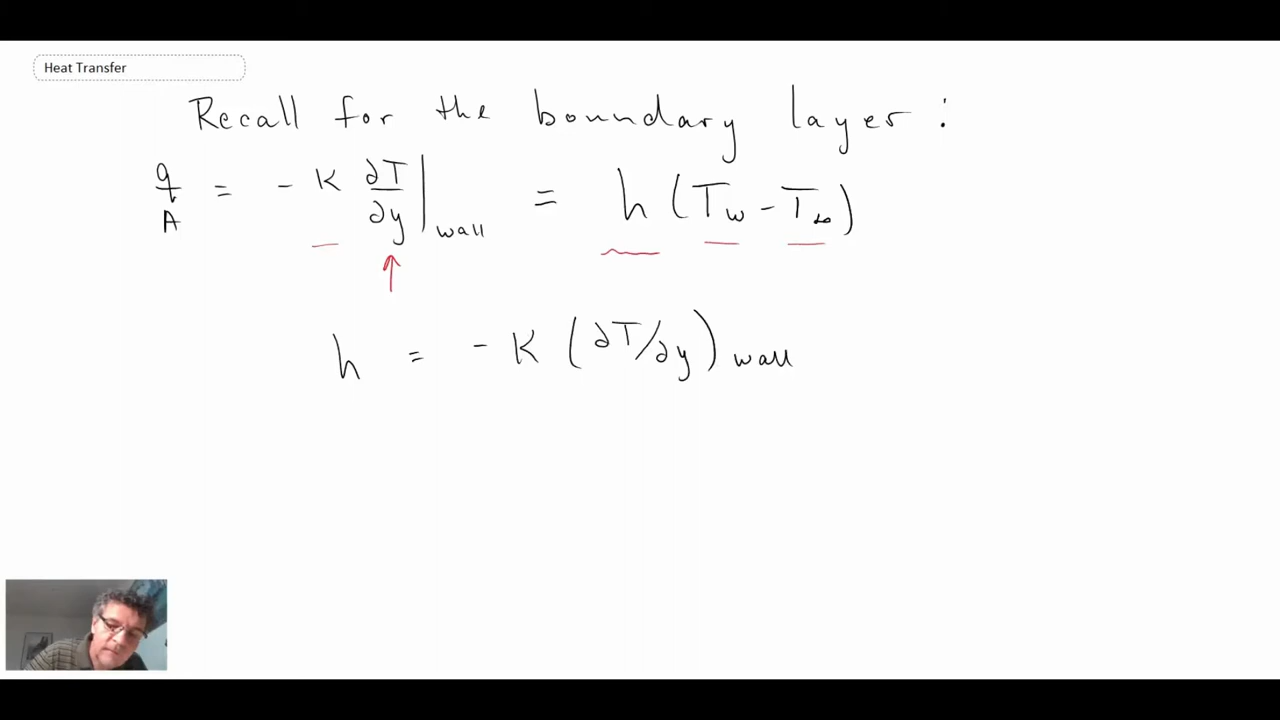 Heat Transfer
Recall for the boundary layer :
q/A = - K ∂T/∂y |wall = h (Tw - T∞)
h = - K (∂T/∂y) wall